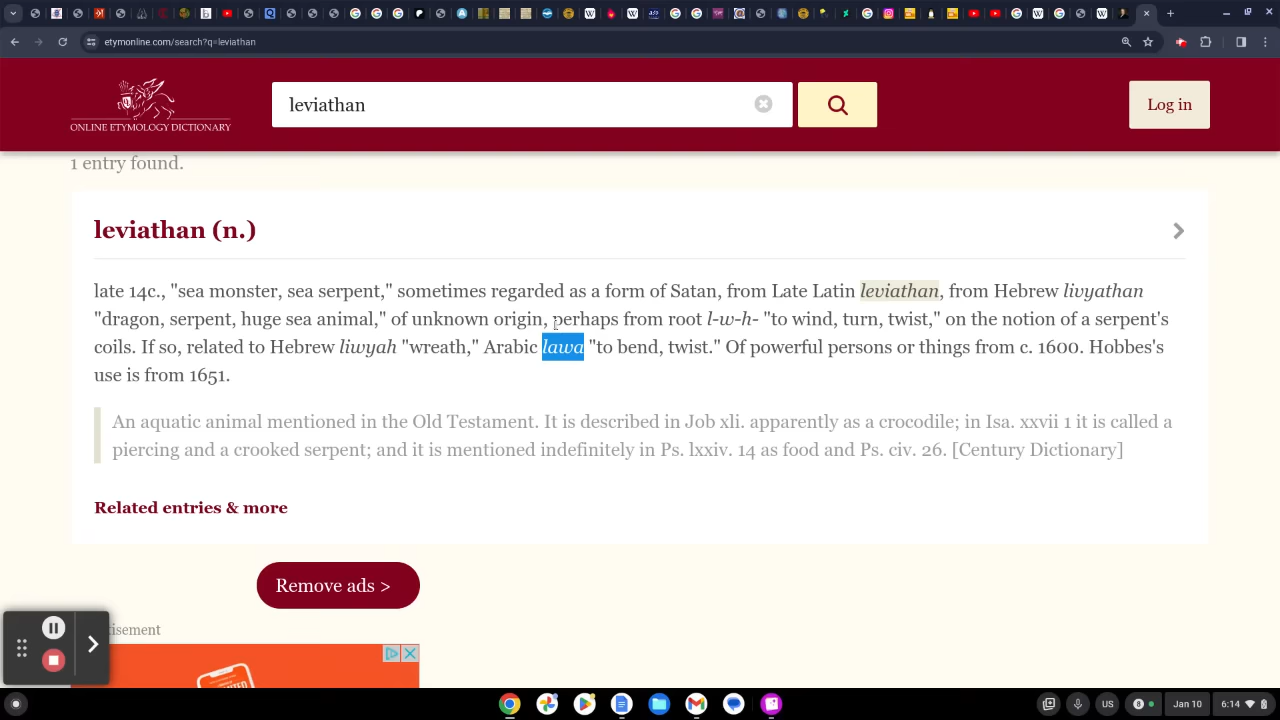 etymonline.com/search?q=leviathan
ONLINE ETYMOLOGY DICTIONARY
leviathan
Log in
1 entry found.
leviathan (n.)
late 14c., "sea monster, sea serpent," sometimes regarded as a form of Satan, from Late Latin leviathan, from Hebrew livyathan
"dragon, serpent, huge sea animal," of unknown origin, perhaps from root l-w-h- "to wind, turn, twist," on the notion of a serpent's
coils. If so, related to Hebrew liwyah "wreath," Arabic lawa "to bend, twist." Of powerful persons or things from c. 1600. Hobbes's
use is from 1651.
An aquatic animal mentioned in the Old Testament. It is described in Job xli. apparently as a crocodile; in Isa. xxvii 1 it is called a
piercing and a crooked serpent; and it is mentioned indefinitely in Ps. lxxiv. 14 as food and Ps. civ. 26. [Century Dictionary]
Related entries & more
Remove ads >
tisement
US
8
Jan 10
6:14